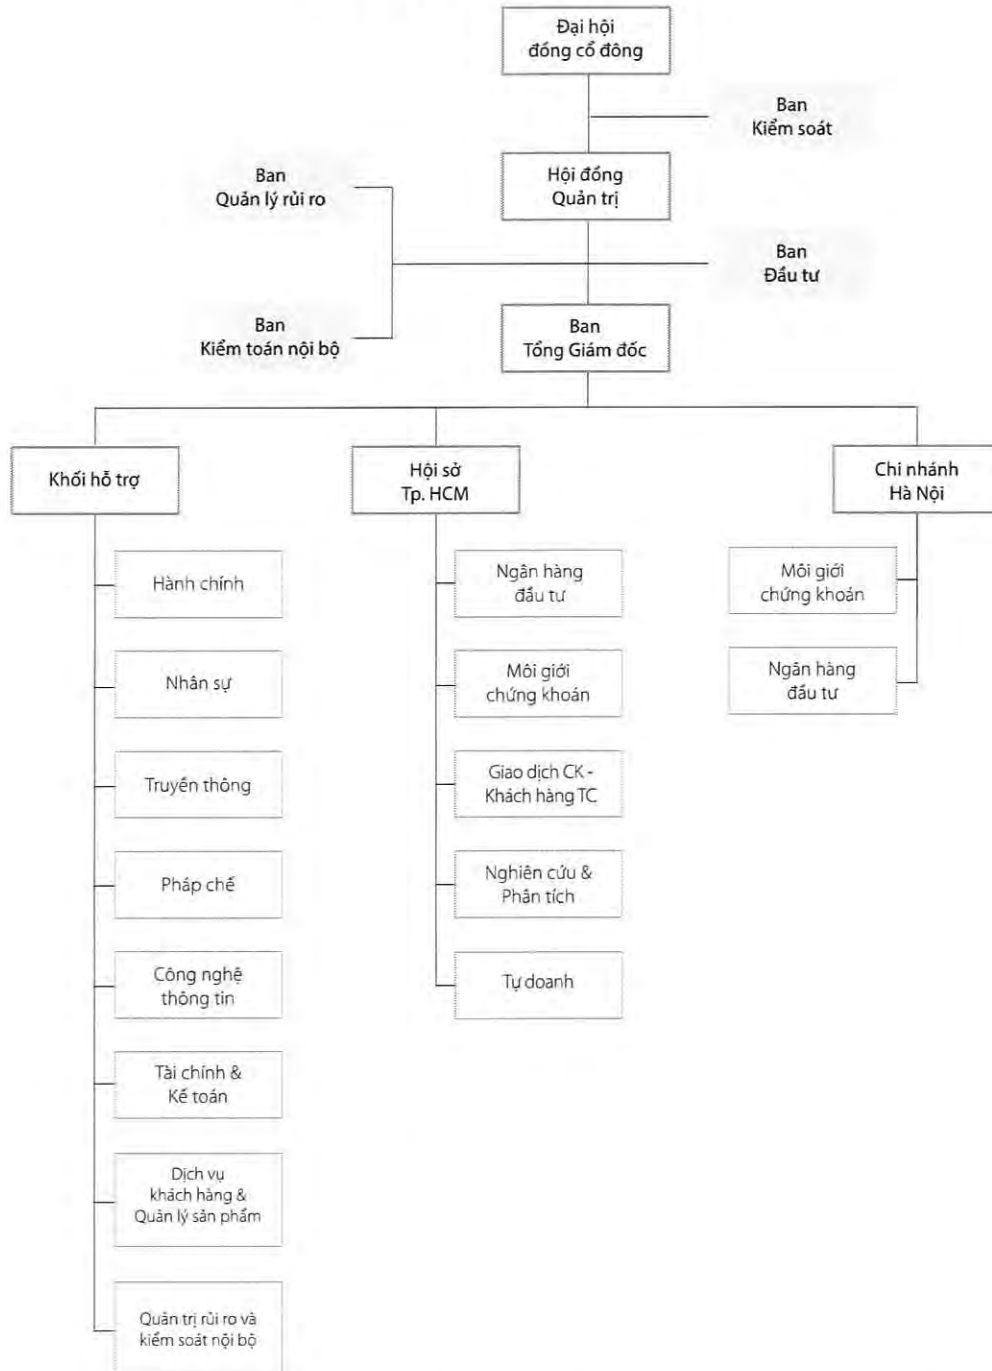 Đại hội
đồng cổ đông
Ban
Kiểm soát
Hội đồng
Quản trị
Ban
Quản lý rủi ro
Ban
Đầu tư
Ban
Kiểm toán nội bộ
Ban
Tổng Giám đốc
Khối hỗ trợ
Hành chính
Nhân sự
Truyền thông
Pháp chế
Công nghệ
thông tin
Tài chính &
Kế toán
Dịch vụ
khách hàng &
Quản lý sản phẩm
Quản trị rủi ro và
kiểm soát nội bộ
Hội sở
Tp. HCM
Ngân hàng
đầu tư
Môi giới
chứng khoán
Giao dịch CK -
Khách hàng TC
Nghiên cứu &
Phân tích
Tự doanh
Chi nhánh
Hà Nội
Môi giới
chứng khoán
Ngân hàng
đầu tư